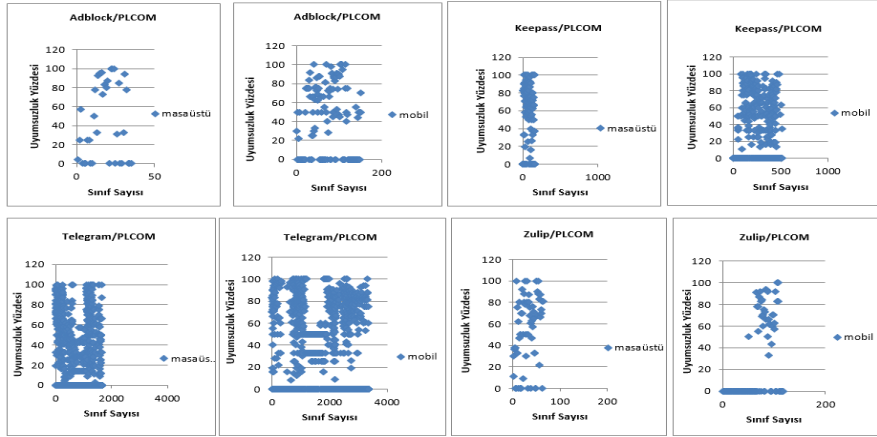 Adblock/PLCOM
Uyumsuzluk Yüzdesi
120
100
80
60
40
20
0
0
50
Sınıf Sayısı
masaüstü
Adblock/PLCOM
Uyumsuzluk Yüzdesi
120
100
80
60
40
20
0
0
200
Sınıf Sayısı
mobil
Keepass/PLCOM
Uyumsuzluk Yüzdesi
120
100
80
60
40
20
0
0
1000
Sınıf Sayısı
masaüstü
Keepass/PLCOM
Uyumsuzluk Yüzdesi
120
100
80
60
40
20
0
0
500
1000
Sınıf Sayısı
mobil
Telegram/PLCOM
Uyumsuzluk Yüzdesi
120
100
80
60
40
20
0
0
2000
4000
Sınıf Sayısı
masaüs...
Telegram/PLCOM
Uyumsuzluk Yüzdesi
120
100
80
60
40
20
0
0
2000
4000
Sınıf Sayısı
mobil
Zulip/PLCOM
Uyumsuzluk Yüzdesi
120
100
80
60
40
20
0
0
100
200
Sınıf Sayısı
masaüstü
Zulip/PLCOM
Uyumsuzluk Yüzdesi
120
100
80
60
40
20
0
0
200
Sınıf Sayısı
mobil